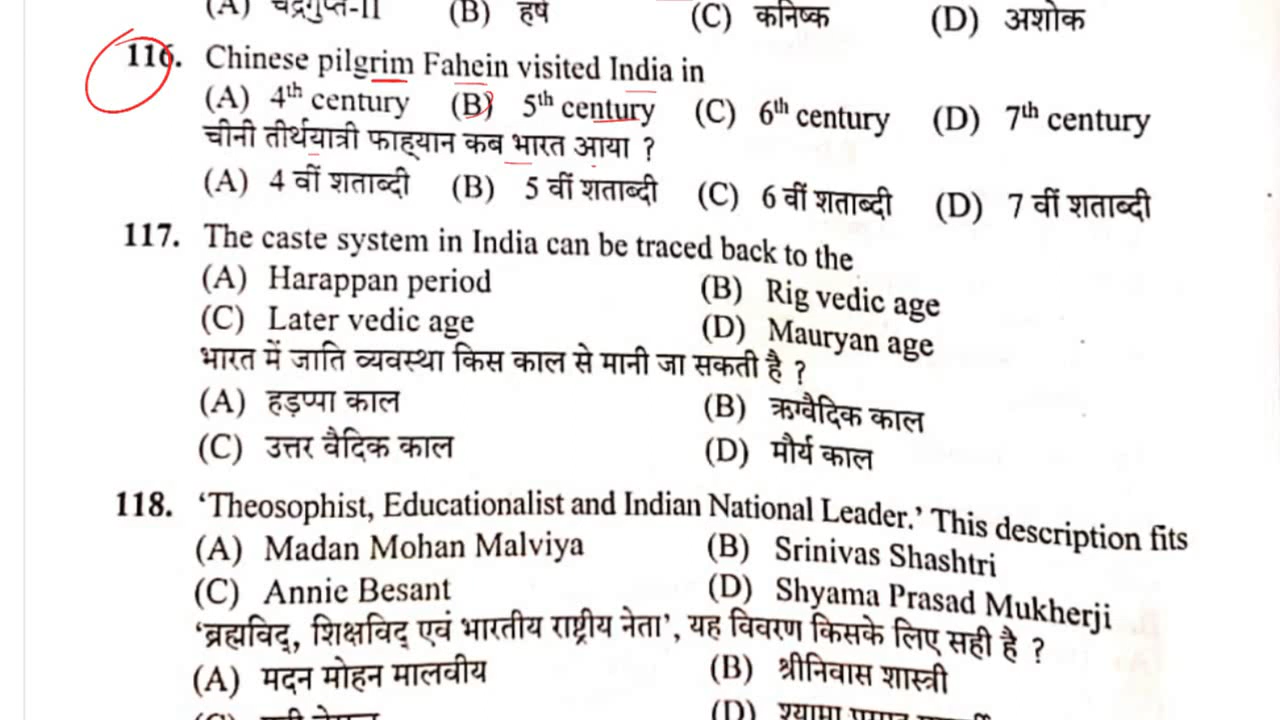 (A) चंद्रगुप्त-II (B) हर्ष (C) कनिष्क (D) अशोक
116. Chinese pilgrim Fahein visited India in
(A) 4th century (B) 5th century (C) 6th century (D) 7th century
चीनी तीर्थयात्री फाह्यान कब भारत आया ?
(A) 4 वीं शताब्दी (B) 5 वीं शताब्दी (C) 6 वीं शताब्दी (D) 7 वीं शताब्दी
117. The caste system in India can be traced back to the
(A) Harappan period (B) Rig vedic age
(C) Later vedic age (D) Mauryan age
भारत में जाति व्यवस्था किस काल से मानी जा सकती है ?
(A) हड़प्पा काल (B) ऋग्वैदिक काल
(C) उत्तर वैदिक काल (D) मौर्य काल
118. ‘Theosophist, Educationalist and Indian National Leader.’ This description fits
(A) Madan Mohan Malviya (B) Srinivas Shashtri
(C) Annie Besant (D) Shyama Prasad Mukherji
‘ब्रह्मविद्, शिक्षविद् एवं भारतीय राष्ट्रीय नेता’, यह विवरण किसके लिए सही है ?
(A) मदन मोहन मालवीय (B) श्रीनिवास शास्त्री
(D) श्यामा